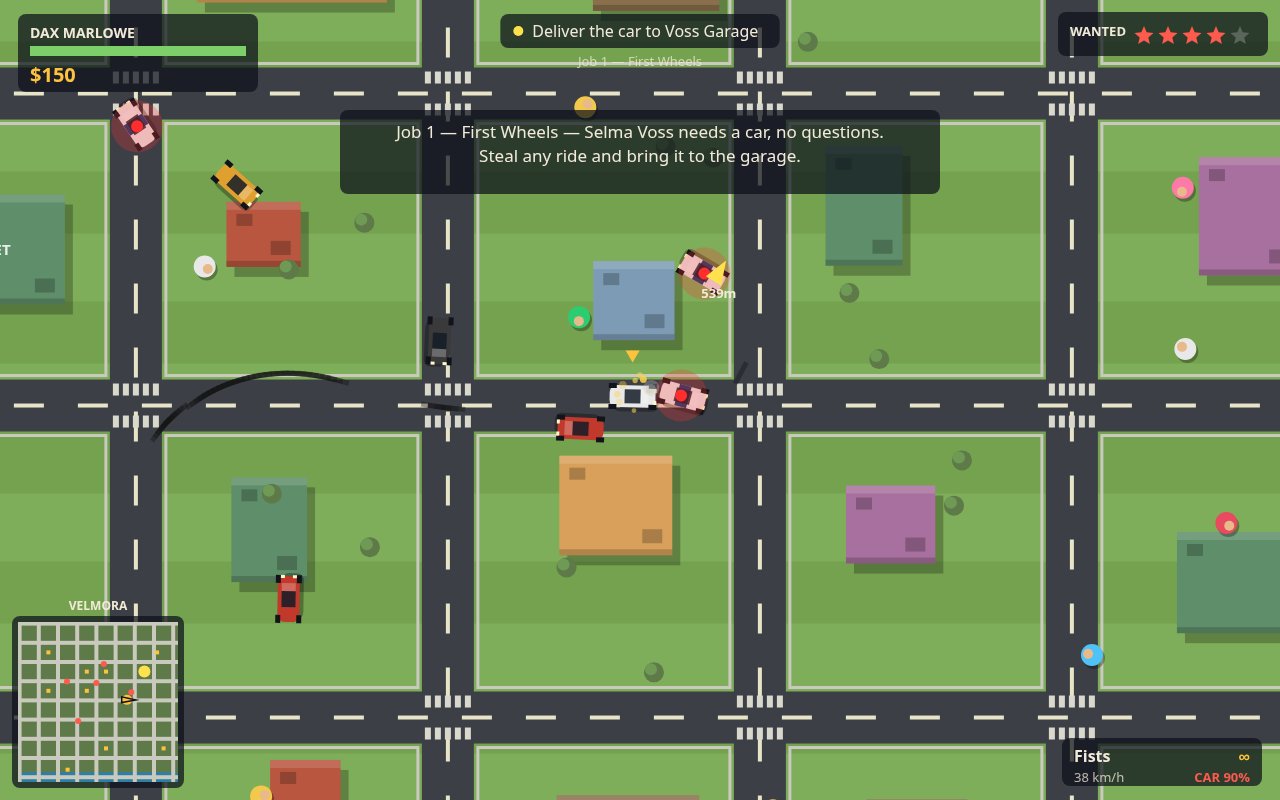 DAX MARLOWE
$150
Deliver the car to Voss Garage
Job 1 — First Wheels
WANTED
Job 1 — First Wheels — Selma Voss needs a car, no questions.
Steal any ride and bring it to the garage.
ET
539m
VELMORA
Fists ∞
38 km/h CAR 90%